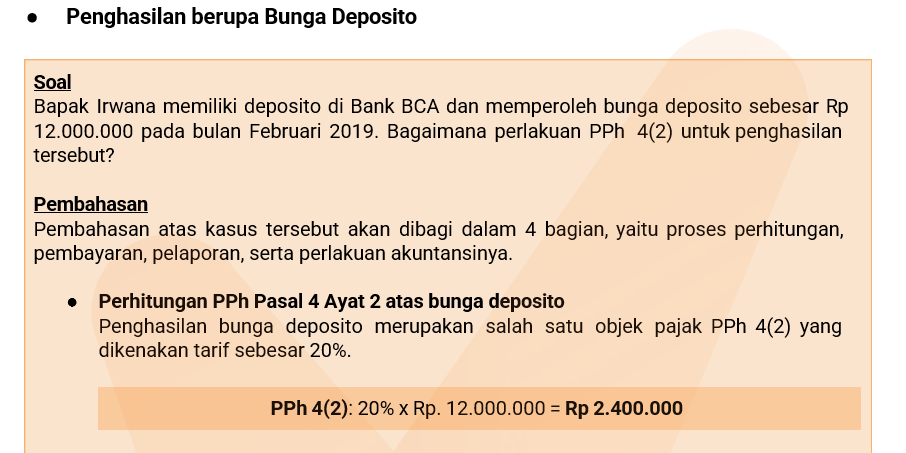 ● Penghasilan berupa Bunga Deposito
Soal
Bapak Irwana memiliki deposito di Bank BCA dan memperoleh bunga deposito sebesar Rp
12.000.000 pada bulan Februari 2019. Bagaimana perlakuan PPh 4(2) untuk penghasilan
tersebut?
Pembahasan
Pembahasan atas kasus tersebut akan dibagi dalam 4 bagian, yaitu proses perhitungan,
pembayaran, pelaporan, serta perlakuan akuntansinya.
● Perhitungan PPh Pasal 4 Ayat 2 atas bunga deposito
Penghasilan bunga deposito merupakan salah satu objek pajak PPh 4(2) yang
dikenakan tarif sebesar 20%.
PPh 4(2): 20% x Rp. 12.000.000 = Rp 2.400.000